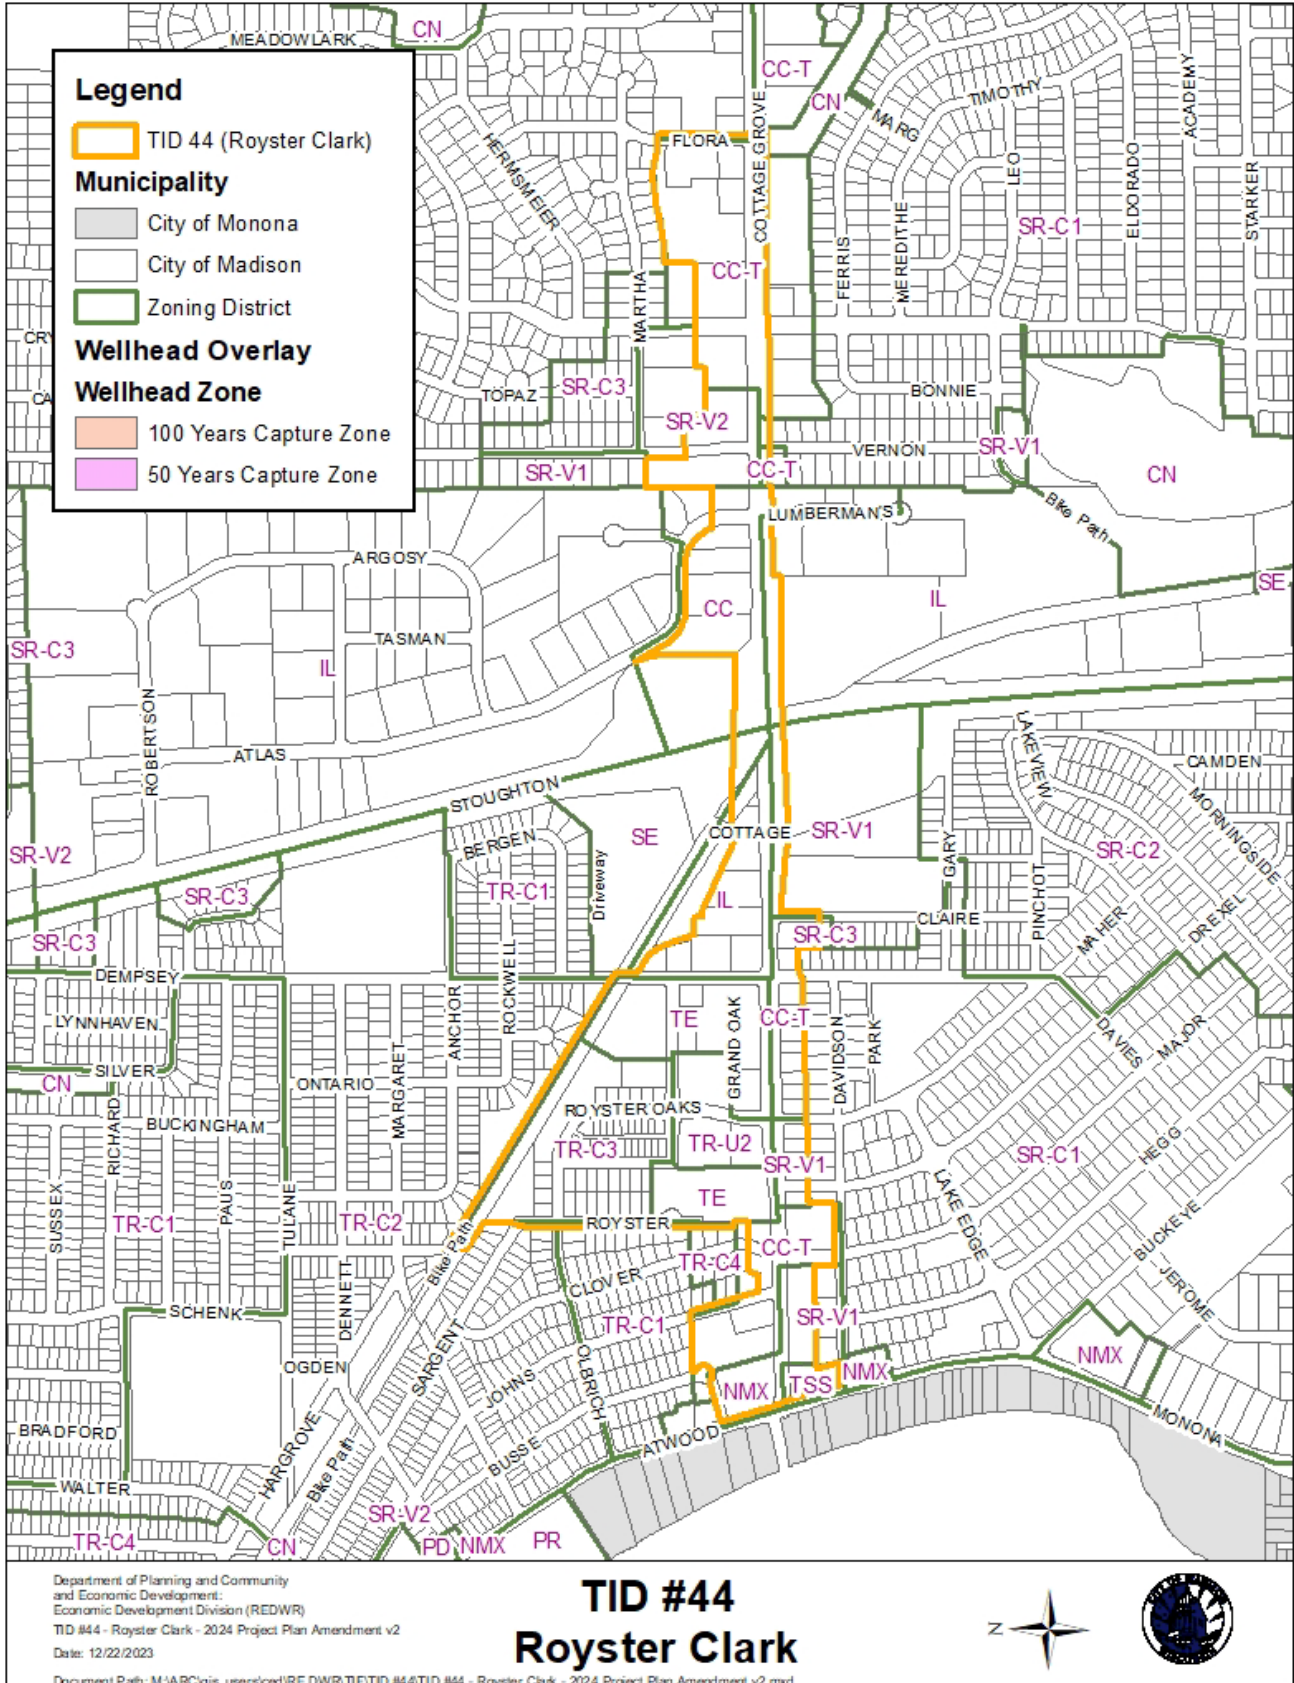 MEADOWLARK
CN
CC-T
CN
TIMOTHY
MARG
ACADEMY
Legend
TID 44 (Royster Clark)
Municipality
City of Monona
City of Madison
Zoning District
Wellhead Overlay
Wellhead Zone
100 Years Capture Zone
50 Years Capture Zone
HERMSMEIER
FLORA
COTTAGE GROVE
LEO
ELDORADO
STARKER
SR-C1
FERRIS
MEREDITHE
CC-T
MARTHA
CRY
CA
TOPAZ
SR-C3
BONNIE
SR-V2
VERNON
SR-V1
SR-V1
CC-T
CN
LUMBERMAN'S
Bike Path
ARGOSY
SE
CC
IL
TASMAN
SR-C3
IL
ROBERTSON
ATLAS
LAKEVIEW
CAMDEN
STOUGHTON
MORNINGSIDE
COTTAGE
SR-V1
SE
BERGEN
GARY
SR-C2
SR-V2
TR-C1
Driveway
PINCHOT
SR-C3
IL
CLAIRE
DREXEL
MAHER
SR-C3
SR-C3
DEMPSEY
ROCKWELL
LYNNHAVEN
ANCHOR
TE
GRAND OAK
CC-T
DAVIDSON
PARK
DAVIES
MAJOR
SILVER
CN
ONTARIO
MARGARET
ROYSTER OAKS
RICHARD
BUCKINGHAM
TR-C3
TR-U2
SR-V1
SR-C1
HEGG
SUSSEX
TR-C1
PAUS
TULANE
TR-C2
TE
LAKE EDGE
BUCKEYE
ROYSTER
Bike Path
TR-C4
CC-T
JEROME
CLOVER
SCHENK
DENNETT
TR-C1
SR-V1
SARGENT
OGDEN
OLBRICH
JOHNS
NMX
TSS
NMX
NMX
BRADFORD
HARGROVE
Bike Path
BUSSE
ATWOOD
MONONA
WALTER
SR-V2
TR-C4
CN
PD
NMX
PR
Department of Planning and Community
and Economic Development:
Economic Development Division (REDWR)
TID #44 - Royster Clark - 2024 Project Plan Amendment v2
Date: 12/22/2023
TID #44
Royster Clark
N